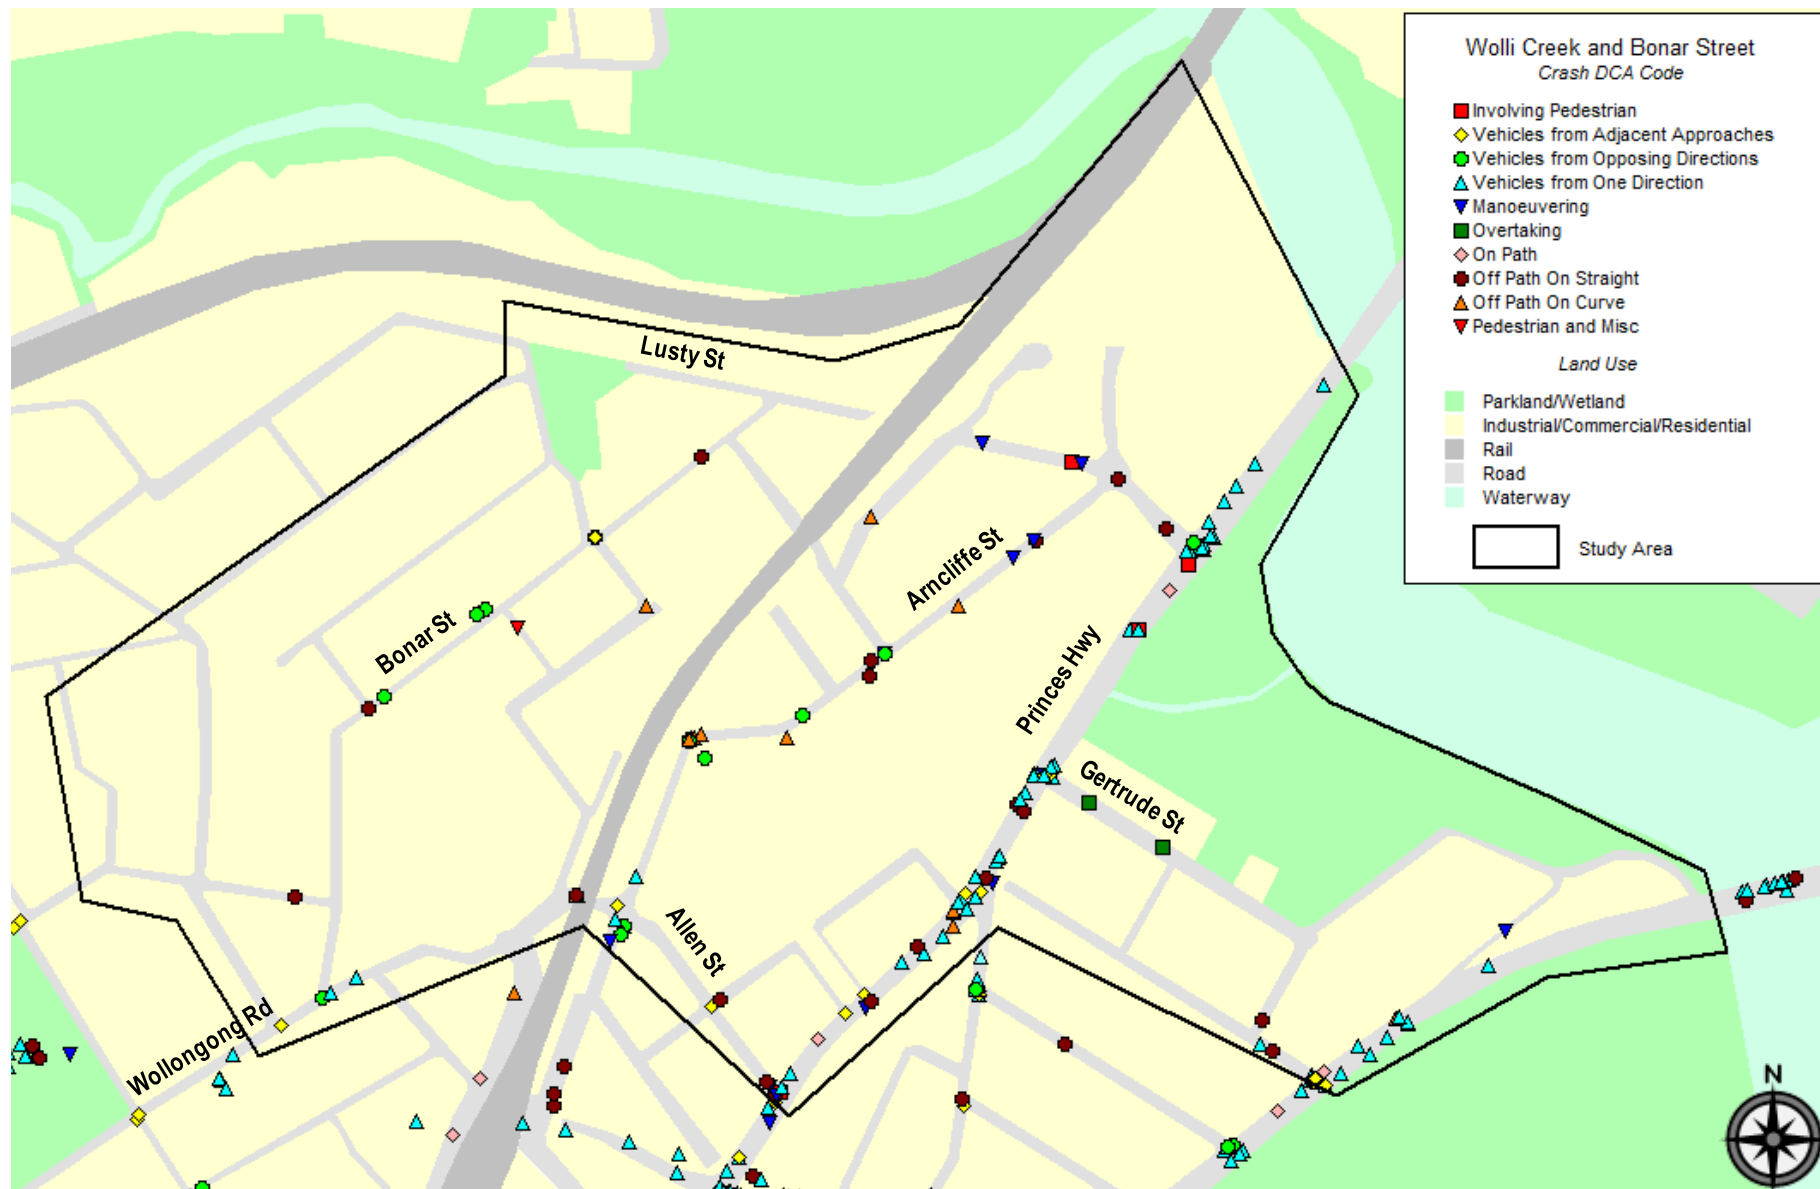 Wolli Creek and Bonar Street
Crash DCA Code
Involving Pedestrian
Vehicles from Adjacent Approaches
Vehicles from Opposing Directions
Vehicles from One Direction
Manoeuvering
Overtaking
On Path
Off Path On Straight
Off Path On Curve
Pedestrian and Misc
Land Use
Parkland/Wetland
Industrial/Commercial/Residential
Rail
Road
Waterway
Study Area
Lusty St
Arncliffe St
Bonar St
Princes Hwy
Gertrude St
Allen St
Wollongong Rd
N